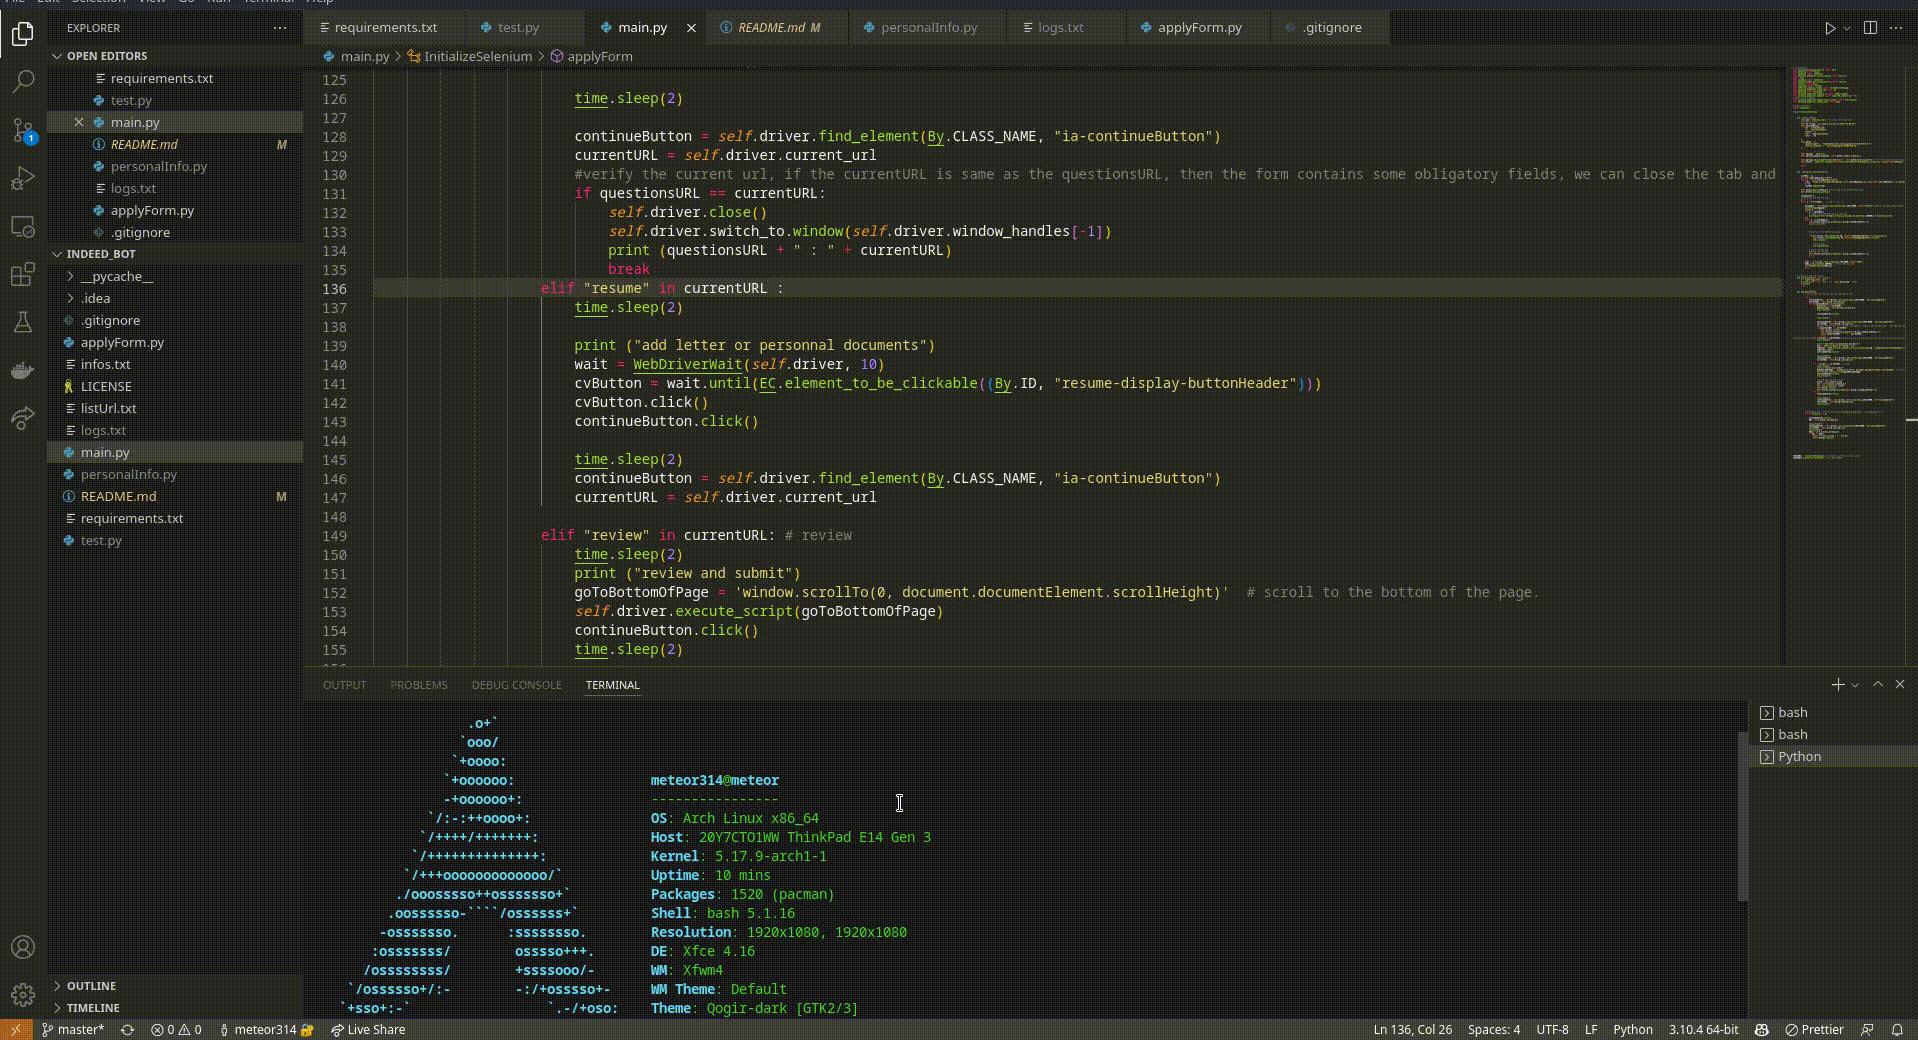 File Edit Selection View Go Run Terminal Help
EXPLORER
OPEN EDITORS
requirements.txt
test.py
main.py
README.md M
personalInfo.py
logs.txt
applyForm.py
.gitignore
INDEED_BOT
__pycache__
.idea
.gitignore
applyForm.py
infos.txt
LICENSE
listUrl.txt
logs.txt
main.py
personalInfo.py
README.md M
requirements.txt
test.py
OUTLINE
TIMELINE
requirements.txt test.py main.py README.md M personalInfo.py logs.txt applyForm.py .gitignore
main.py > InitializeSelenium > applyForm
125
126 time.sleep(2)
127
128 continueButton = self.driver.find_element(By.CLASS_NAME, "ia-continueButton")
129 currentURL = self.driver.current_url
130 #verify the current url, if the currentURL is same as the questionsURL, then the form contains some obligatory fields, we can close the tab and
131 if questionsURL == currentURL:
132 self.driver.close()
133 self.driver.switch_to.window(self.driver.window_handles[-1])
134 print (questionsURL + " : " + currentURL)
135 break
136 elif "resume" in currentURL :
137 time.sleep(2)
138
139 print ("add letter or personnal documents")
140 wait = WebDriverWait(self.driver, 10)
141 cvButton = wait.until(EC.element_to_be_clickable((By.ID, "resume-display-buttonHeader")))
142 cvButton.click()
143 continueButton.click()
144
145 time.sleep(2)
146 continueButton = self.driver.find_element(By.CLASS_NAME, "ia-continueButton")
147 currentURL = self.driver.current_url
148
149 elif "review" in currentURL: # review
150 time.sleep(2)
151 print ("review and submit")
152 goToBottomOfPage = 'window.scrollTo(0, document.documentElement.scrollHeight)' # scroll to the bottom of the page.
153 self.driver.execute_script(goToBottomOfPage)
154 continueButton.click()
155 time.sleep(2)
OUTPUT PROBLEMS DEBUG CONSOLE TERMINAL
.o+`
`ooo/
`+oooo:
`+oooooo: meteor314@meteor
-+oooooo+: ----------------
`/:-:++oooo+: OS: Arch Linux x86_64
`/++++/+++++++: Host: 20Y7CTO1WW ThinkPad E14 Gen 3
`/++++++++++++++: Kernel: 5.17.9-arch1-1
`/+++ooooooooooooo/` Uptime: 10 mins
./ooosssso++osssssso+` Packages: 1520 (pacman)
.oossssso-````/ossssss+` Shell: bash 5.1.16
-osssssso. :ssssssso. Resolution: 1920x1080, 1920x1080
:osssssss/ osssso+++. DE: Xfce 4.16
/ossssssss/ +ssssooo/- WM: Xfwm4
`/ossssso+/:- -:/+osssso+- WM Theme: Default
`+sso+:-` `.-/+oso: Theme: Qogir-dark [GTK2/3]
bash
bash
Python
master* 0 0 meteor314 Live Share Ln 136, Col 26 Spaces: 4 UTF-8 LF Python 3.10.4 64-bit Prettier
1